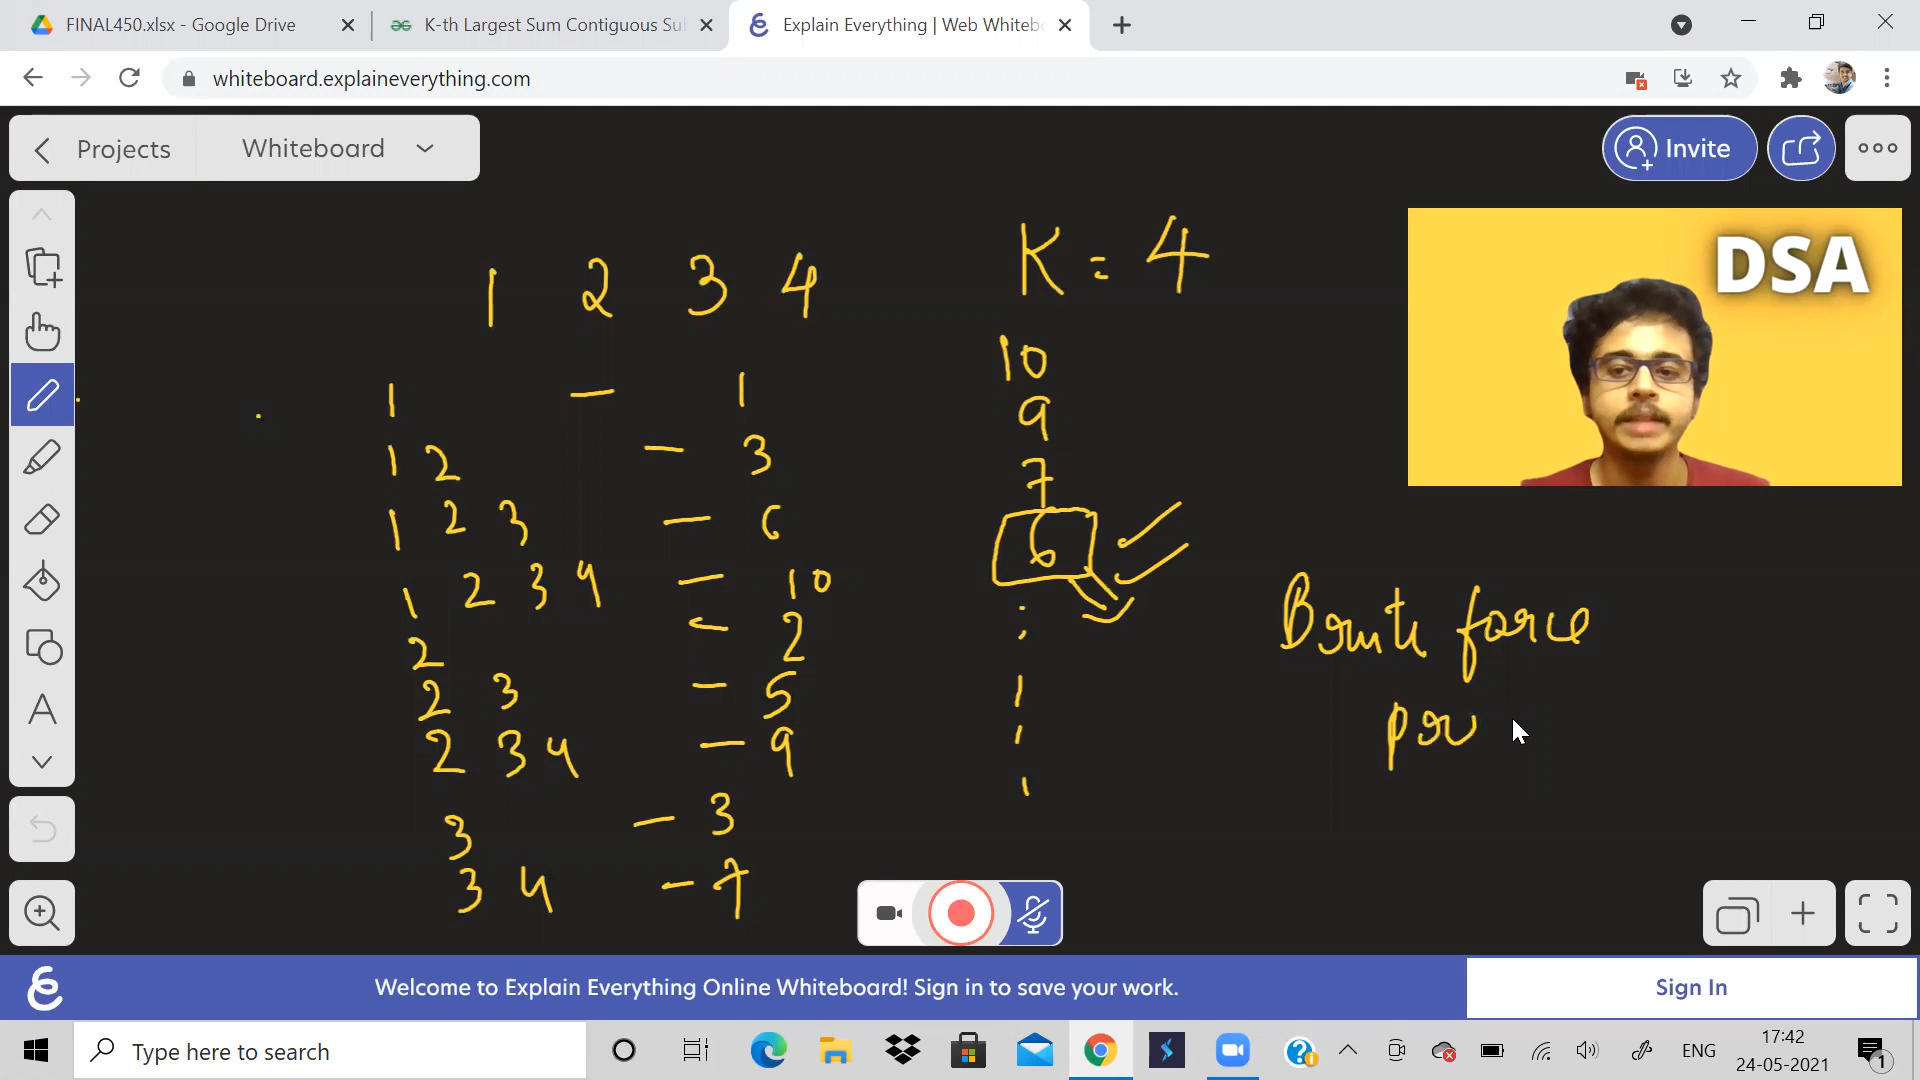 FINAL450.xlsx - Google Drive
K-th Largest Sum Contiguous Su
Explain Everything | Web Whitebo
whiteboard.explaineverything.com
Projects
Whiteboard
Invite
DSA
1 2 3 4
K = 4
1 - 1
1 2 - 3
1 2 3 - 6
1 2 3 4 - 10
2 - 2
2 3 - 5
2 3 4 - 9
3 - 3
3 4 - 7
10
9
7
6
Brute force
A
Welcome to Explain Everything Online Whiteboard! Sign in to save your work.
Sign In
Type here to search
ENG
17:42
24-05-2021
1